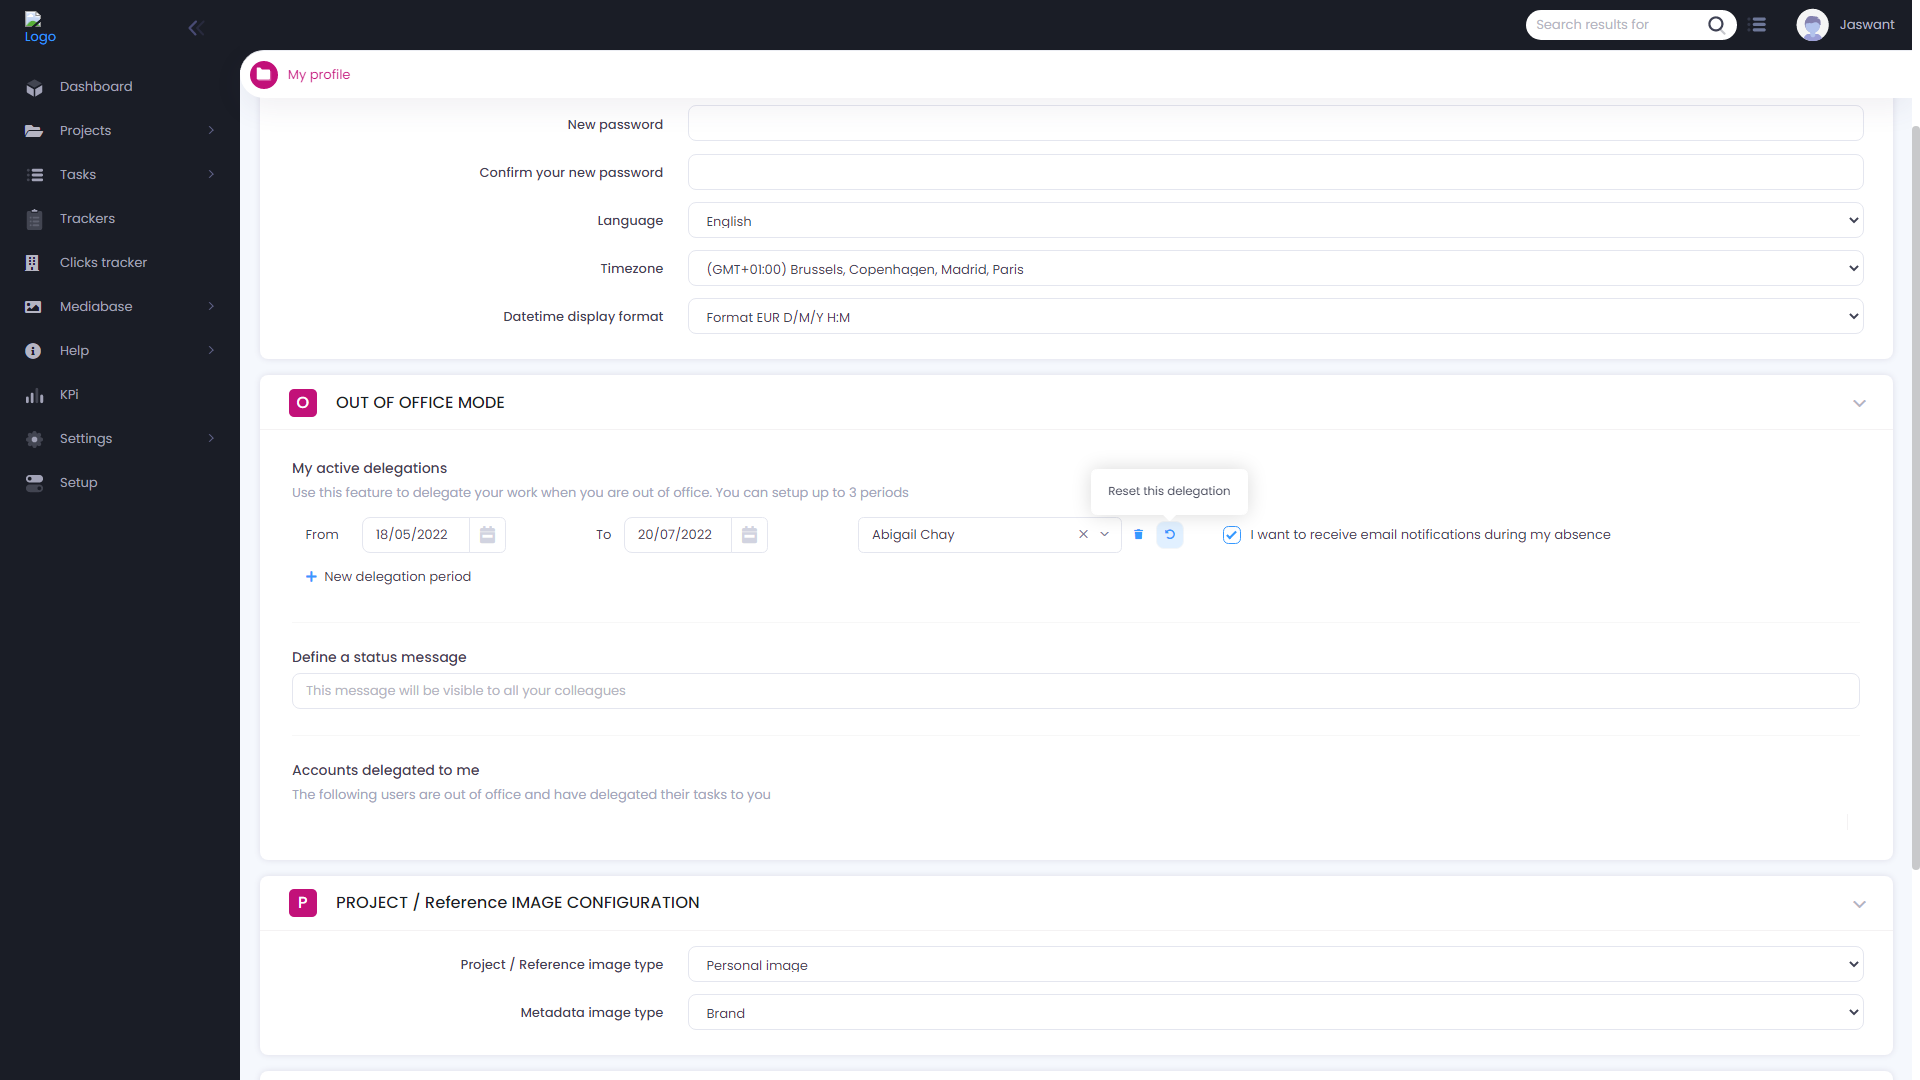 Logo
Search results for
Jaswant
My profile
Dashboard
Projects
Tasks
Trackers
Clicks tracker
Mediabase
Help
KPi
Settings
Setup
New password
Confirm your new password
Language
English
Timezone
(GMT+01:00) Brussels, Copenhagen, Madrid, Paris
Datetime display format
Format EUR D/M/Y H:M
O
OUT OF OFFICE MODE
My active delegations
Use this feature to delegate your work when you are out of office. You can setup up to 3 periods
Reset this delegation
From
18/05/2022
To
20/07/2022
Abigail Chay
I want to receive email notifications during my absence
New delegation period
Define a status message
This message will be visible to all your colleagues
Accounts delegated to me
The following users are out of office and have delegated their tasks to you
P
PROJECT / Reference IMAGE CONFIGURATION
Project / Reference image type
Personal image
Metadata image type
Brand